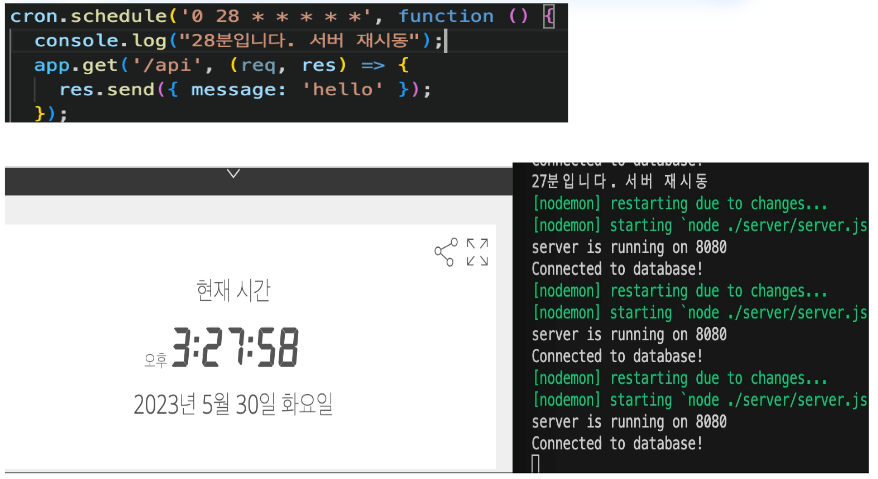 cron.schedule('0 28 * * * * *', function () {
console.log("28분입니다. 서버 재시동");
app.get('/api', (req, res) => {
res.send({ message: 'hello' });
});
현재 시간
오후 3:27:58
2023년 5월 30일 화요일
Connected to database!
27분입니다. 서버 재시동
[nodemon] restarting due to changes...
[nodemon] starting `node ./server/server.js
server is running on 8080
Connected to database!
[nodemon] restarting due to changes...
[nodemon] starting `node ./server/server.js
server is running on 8080
Connected to database!
[nodemon] restarting due to changes...
[nodemon] starting `node ./server/server.js
server is running on 8080
Connected to database!